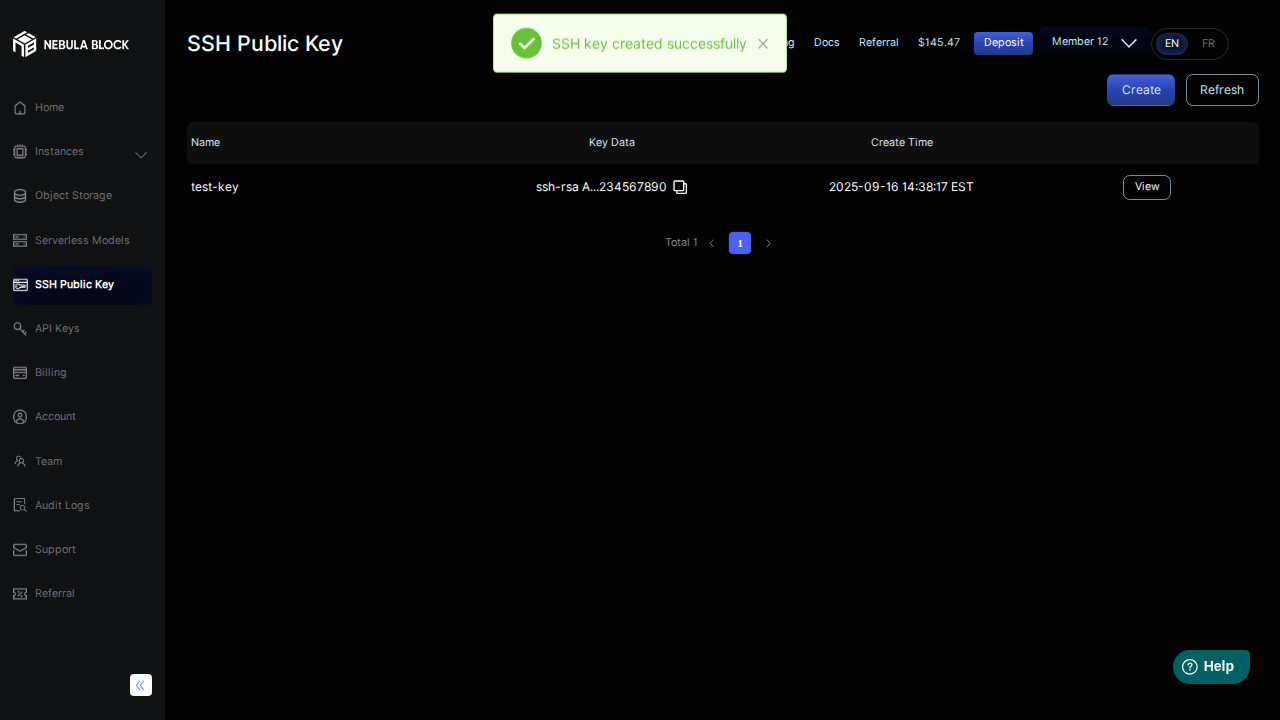 NEBULA BLOCK
SSH Public Key
SSH key created successfully
Docs
Referral
$145.47
Deposit
Member 12
EN
FR
Create
Refresh
Home
Instances
Object Storage
Serverless Models
SSH Public Key
API Keys
Billing
Account
Team
Audit Logs
Support
Referral
Name
Key Data
Create Time
test-key
ssh-rsa A...234567890
2025-09-16 14:38:17 EST
View
Total 1
1
Help